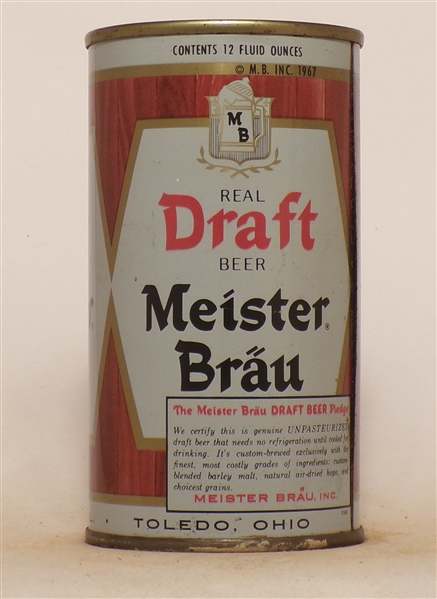 CONTENTS 12 FLUID OUNCES
© M.B. INC. 1967
M
B
REAL
Draft
BEER
Meister®
Bräu
The Meister Bräu DRAFT BEER Pledge
We certify this is genuine UNPASTEURIZED
draft beer that needs no refrigeration until cooled for
drinking. It's custom-brewed exclusively with the
finest, most costly grades of ingredients: custom-
blended barley malt, natural air-dried hops, and
choicest grains.
MEISTER BRÄU, INC.
TOLEDO, OHIO